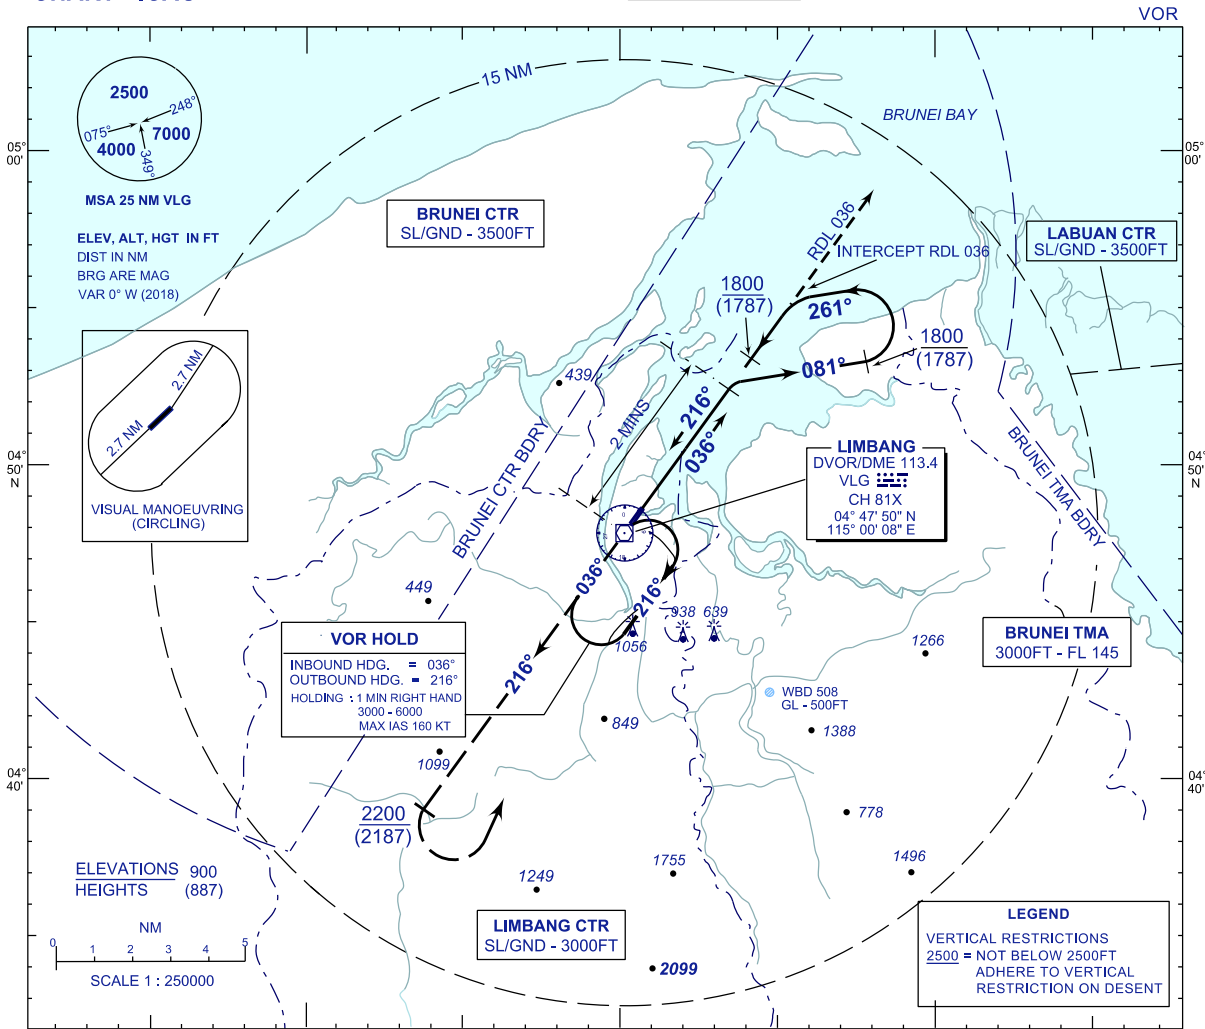 VOR
2500
248°
075°
7000
4000
349°
MSA 25 NM VLG
ELEV, ALT, HGT IN FT
DIST IN NM
BRG ARE MAG
VAR 0° W (2018)
15 NM
BRUNEI BAY
05°
00'
05°
00'
BRUNEI CTR
SL/GND - 3500FT
LABUAN CTR
SL/GND - 3500FT
RDL 036
INTERCEPT RDL 036
1800
(1787)
261°
1800
(1787)
081°
2.7 NM
2.7 NM
VISUAL MANOEUVRING
(CIRCLING)
439
2 MINS
216°
036°
BRUNEI CTR BDRY
BRUNEI TMA BDRY
04°
50'
N
04°
50'
N
LIMBANG
DVOR/DME 113.4
VLG
CH 81X
04° 47' 50" N
115° 00' 08" E
036°
216°
449
938
639
1056
1266
BRUNEI TMA
3000FT - FL 145
VOR HOLD
INBOUND HDG. = 036°
OUTBOUND HDG. = 216°
HOLDING : 1 MIN RIGHT HAND
3000 - 6000
MAX IAS 160 KT
216°
WBD 508
GL - 500FT
849
1388
1099
04°
40'
04°
40'
2200
(2187)
778
ELEVATIONS 900
HEIGHTS (887)
1249
1755
1496
NM
0 1 2 3 4 5
SCALE 1 : 250000
LIMBANG CTR
SL/GND - 3000FT
2099
LEGEND
VERTICAL RESTRICTIONS
2500 = NOT BELOW 2500FT
ADHERE TO VERTICAL
RESTRICTION ON DESENT